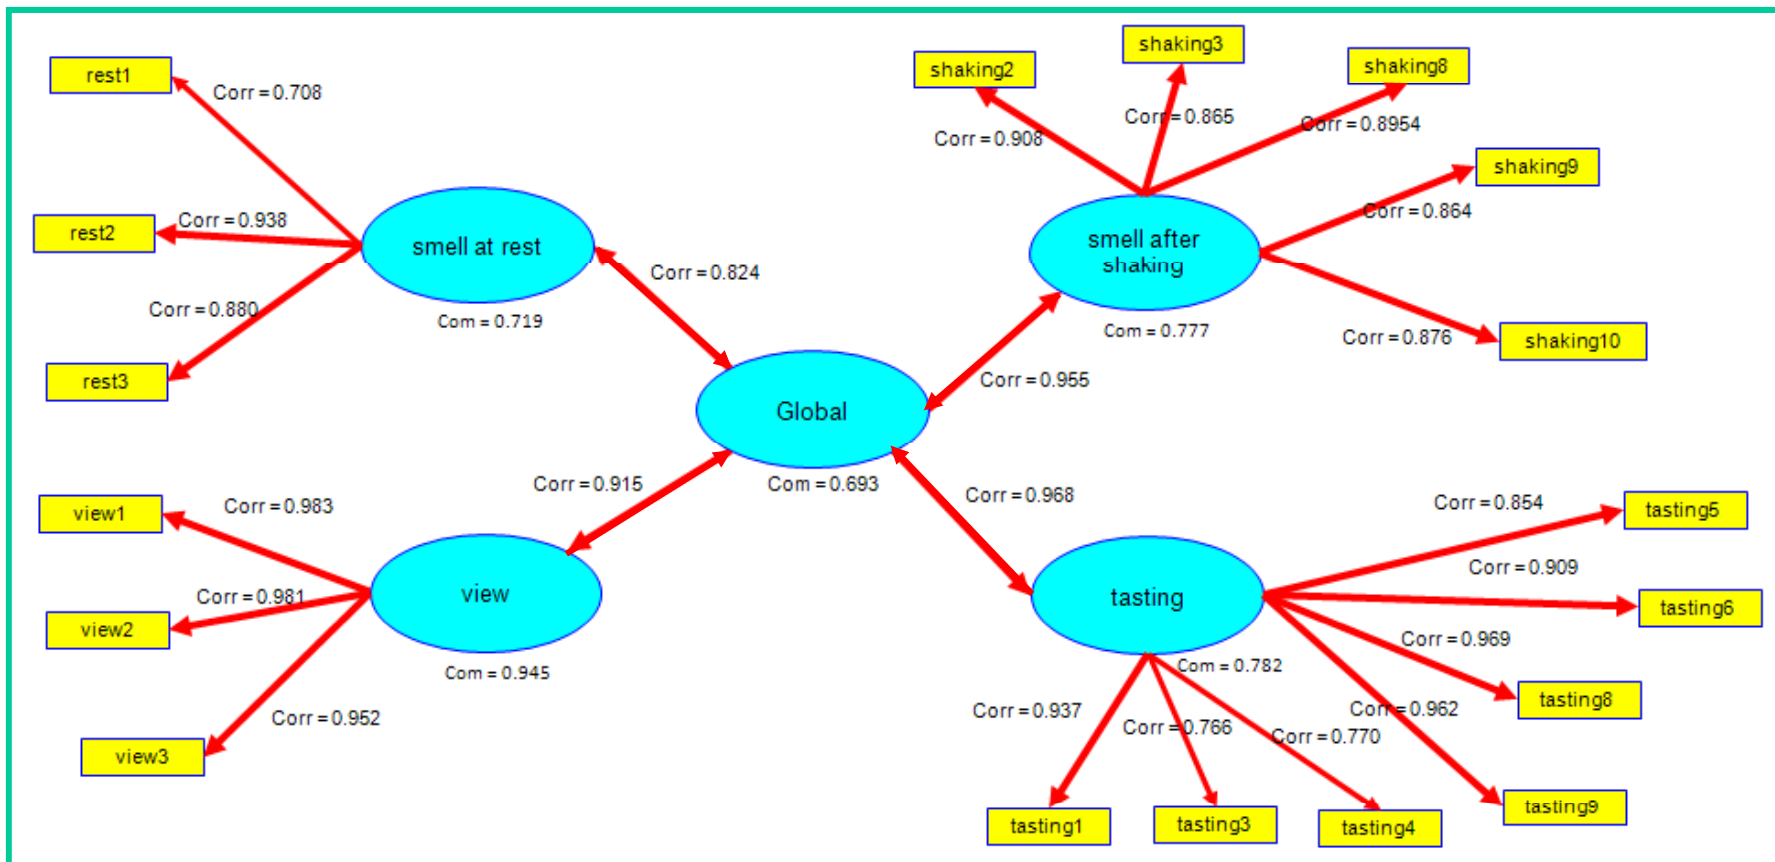 rest1
Corr = 0.708
rest2
Corr = 0.938
rest3
Corr = 0.880
smell at rest
Com = 0.719
Corr = 0.824
shaking2
shaking3
shaking8
shaking9
shaking10
Corr = 0.908
Corr = 0.865
Corr = 0.8954
Corr = 0.864
Corr = 0.876
smell after
shaking
Com = 0.777
Corr = 0.955
Global
Com = 0.693
Corr = 0.915
Corr = 0.968
view1
Corr = 0.983
view2
Corr = 0.981
view3
Corr = 0.952
view
Com = 0.945
tasting
Com = 0.782
Corr = 0.854
tasting5
Corr = 0.909
tasting6
Corr = 0.969
tasting8
Corr = 0.962
tasting9
Corr = 0.937
tasting1
Corr = 0.766
tasting3
Corr = 0.770
tasting4